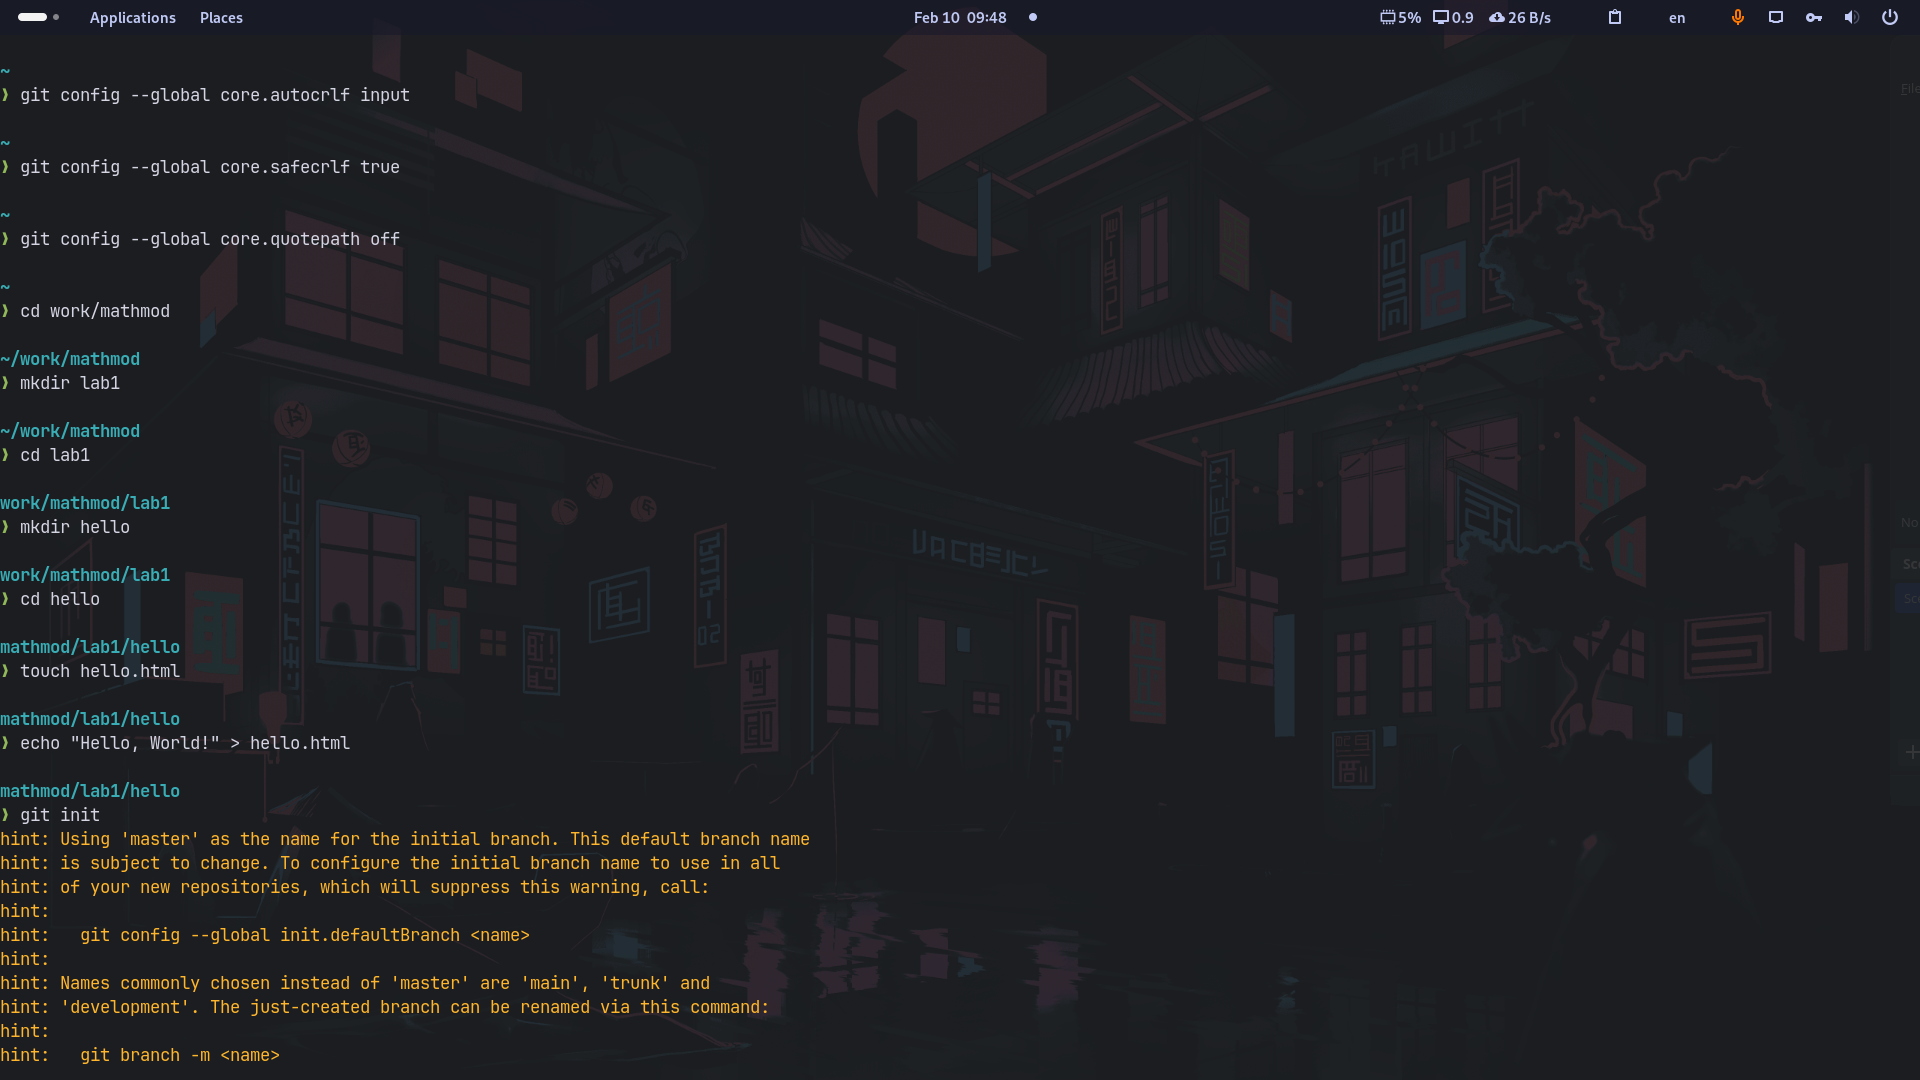 Applications Places Feb 10 09:48 5% 0.9 26 B/s en
~
❯ git config --global core.autocrlf input
~
❯ git config --global core.safecrlf true
~
❯ git config --global core.quotepath off
~
❯ cd work/mathmod
~/work/mathmod
❯ mkdir lab1
~/work/mathmod
❯ cd lab1
work/mathmod/lab1
❯ mkdir hello
work/mathmod/lab1
❯ cd hello
mathmod/lab1/hello
❯ touch hello.html
mathmod/lab1/hello
❯ echo "Hello, World!" > hello.html
mathmod/lab1/hello
❯ git init
hint: Using 'master' as the name for the initial branch. This default branch name
hint: is subject to change. To configure the initial branch name to use in all
hint: of your new repositories, which will suppress this warning, call:
hint:
hint:   git config --global init.defaultBranch <name>
hint:
hint: Names commonly chosen instead of 'master' are 'main', 'trunk' and
hint: 'development'. The just-created branch can be renamed via this command:
hint:
hint:   git branch -m <name>